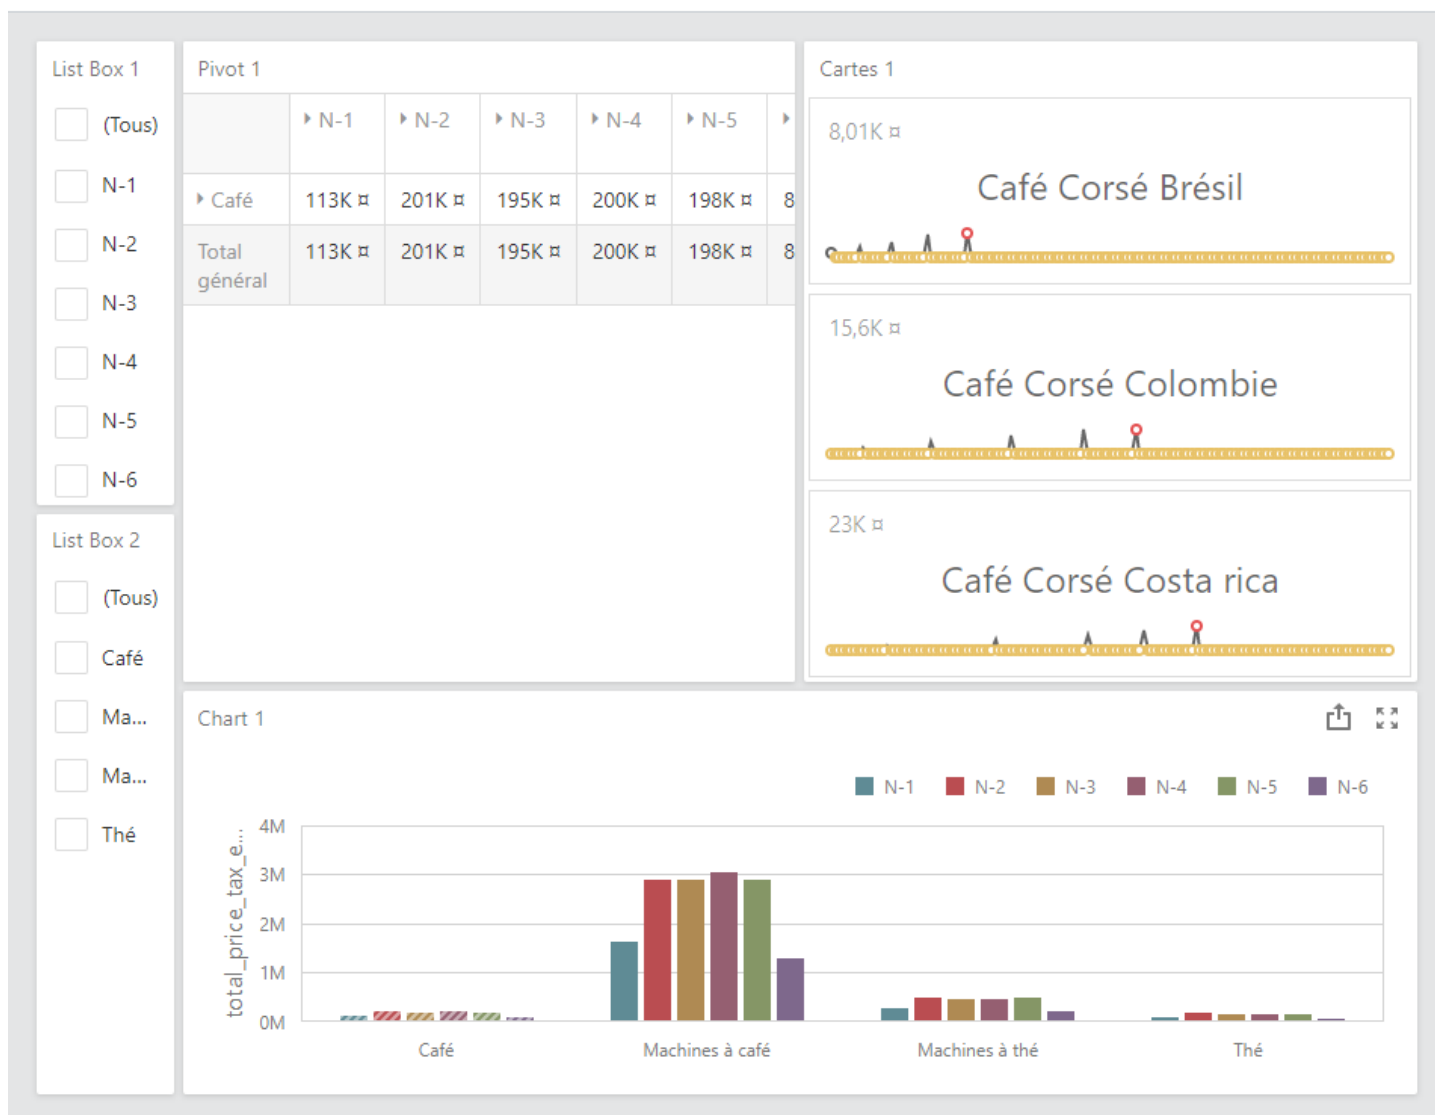 List Box 1
(Tous)
N-1
N-2
N-3
N-4
N-5
N-6
List Box 2
(Tous)
Café
Ma...
Ma...
Thé
Pivot 1
N-1 N-2 N-3 N-4 N-5
Café 113K ¤ 201K ¤ 195K ¤ 200K ¤ 198K ¤ 8
Total général 113K ¤ 201K ¤ 195K ¤ 200K ¤ 198K ¤ 8
Cartes 1
8,01K ¤
Café Corsé Brésil
15,6K ¤
Café Corsé Colombie
23K ¤
Café Corsé Costa rica
Chart 1
N-1 N-2 N-3 N-4 N-5 N-6
total_price_tax_e...
4M
3M
2M
1M
0M
Café Machines à café Machines à thé Thé